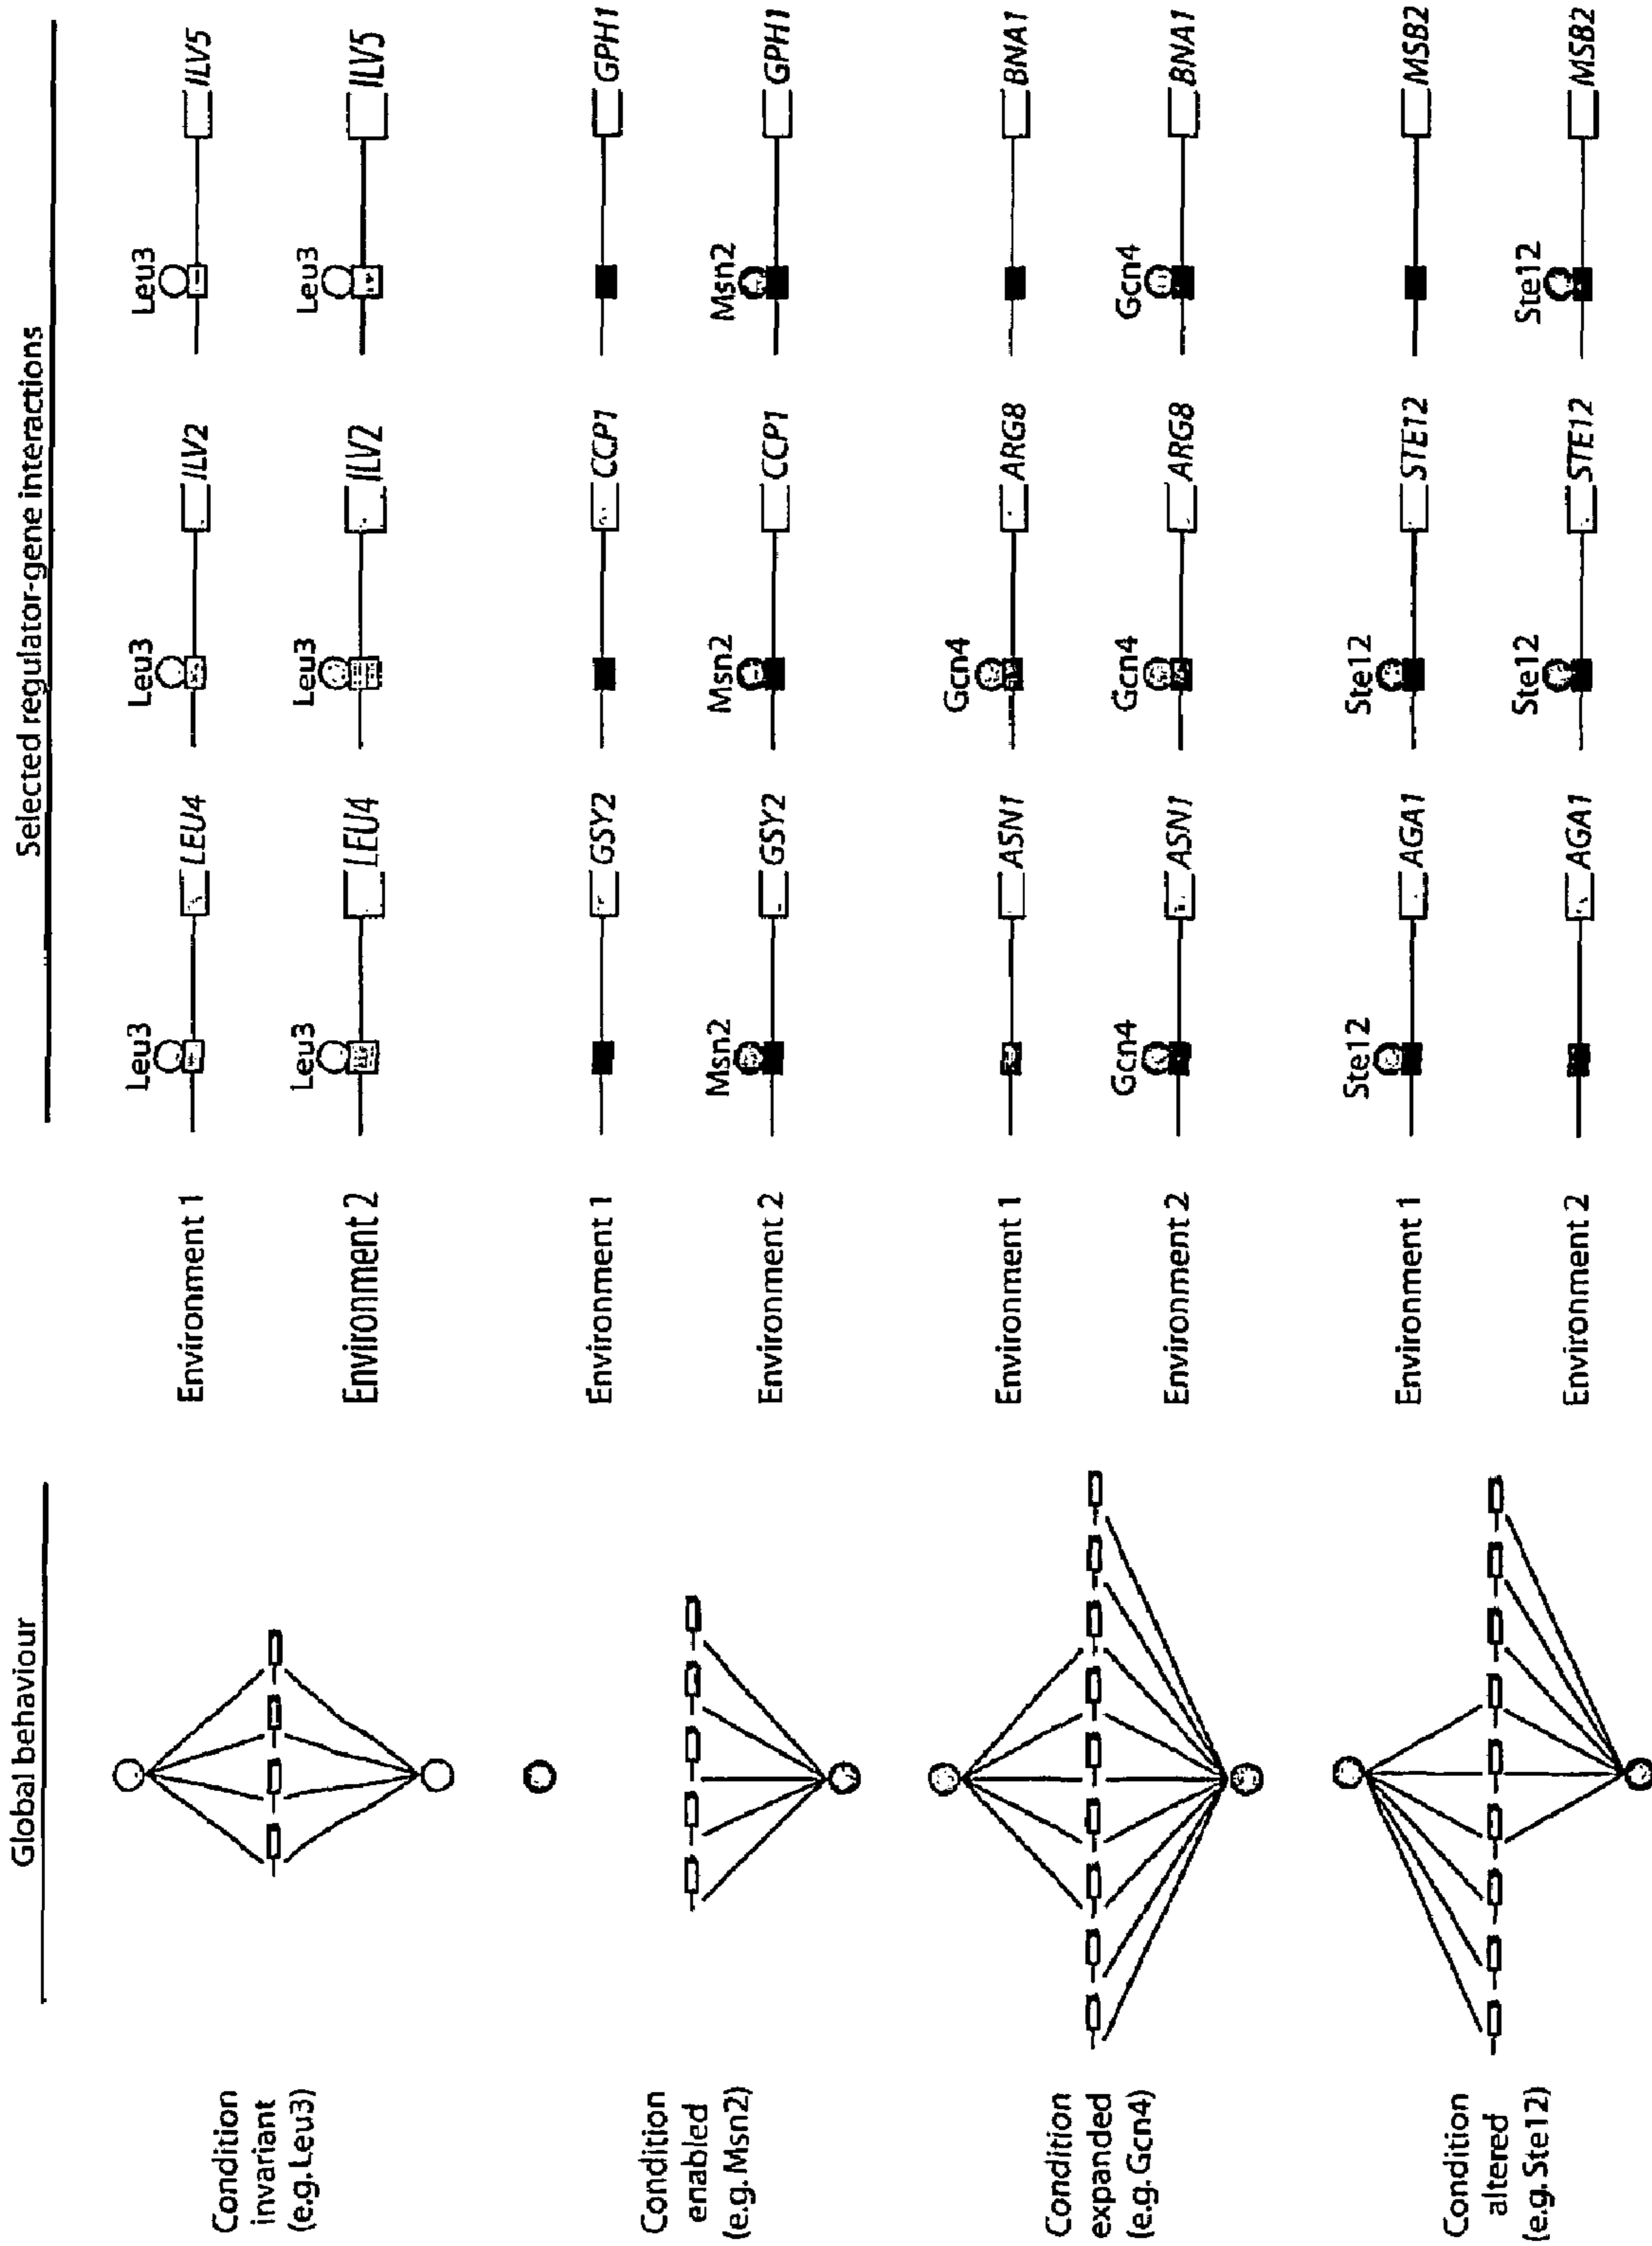 Global behaviour
Selected regulator-gene interactions
Condition
invariant
(e.g. Leu3)
Environment 1
Leu3
LEU4
Leu3
ILV2
Leu3
ILV5
Environment 2
Leu3
LEU4
Leu3
ILV2
Leu3
ILV5
Condition
enabled
(e.g. Msn2)
Environment 1
GSY2
CCP1
GPH1
Environment 2
Msn2
GSY2
Msn2
CCP1
Msn2
GPH1
Condition
expanded
(e.g. Gcn4)
Environment 1
ASN1
Gcn4
ARG8
BNA1
Environment 2
Gcn4
ASN1
Gcn4
ARG8
Gcn4
BNA1
Condition
altered
(e.g. Ste12)
Environment 1
Ste12
AGA1
Ste12
STE12
MSB2
Environment 2
AGA1
Ste12
STE12
Ste12
MSB2